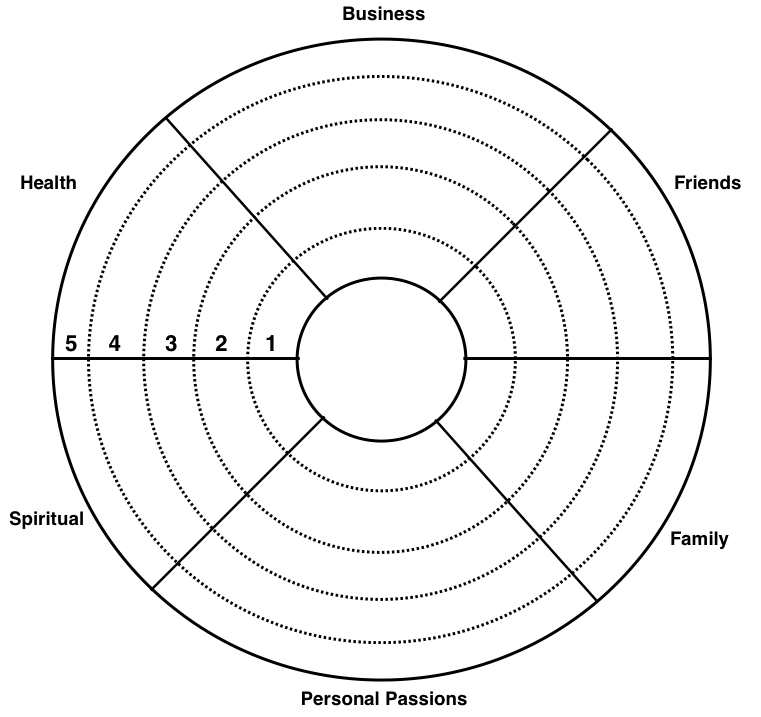 Business
Health
Friends
5 4 3 2 1
Spiritual
Family
Personal Passions